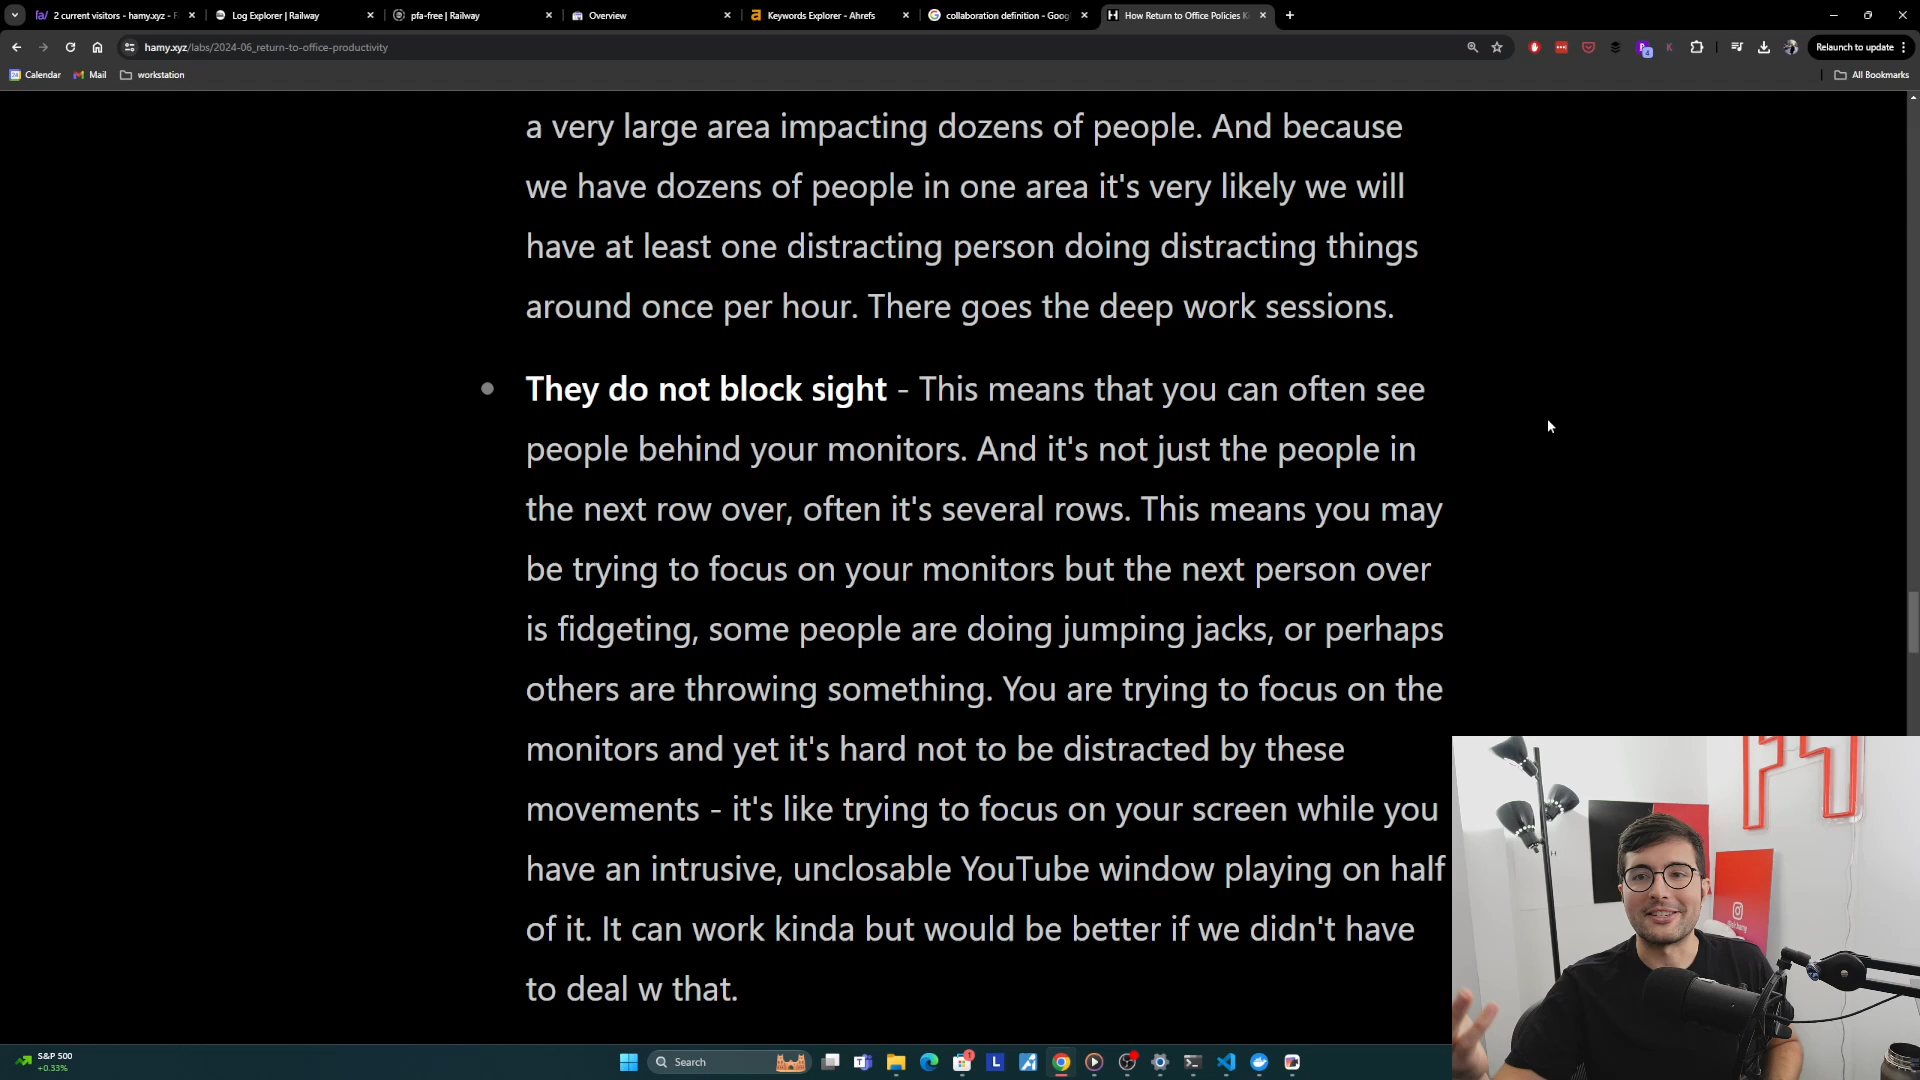 2 current visitors - hamy.xyz - F
Log Explorer | Railway
pfa-free | Railway
Overview
Keywords Explorer - Ahrefs
collaboration definition - Goog
How Return to Office Policies Ki
hamy.xyz/labs/2024-06_return-to-office-productivity
Relaunch to update
Calendar
Mail
workstation
All Bookmarks
a very large area impacting dozens of people. And because
we have dozens of people in one area it's very likely we will
have at least one distracting person doing distracting things
around once per hour. There goes the deep work sessions.
They do not block sight - This means that you can often see
people behind your monitors. And it's not just the people in
the next row over, often it's several rows. This means you may
be trying to focus on your monitors but the next person over
is fidgeting, some people are doing jumping jacks, or perhaps
others are throwing something. You are trying to focus on the
monitors and yet it's hard not to be distracted by these
movements - it's like trying to focus on your screen while you
have an intrusive, unclosable YouTube window playing on half
of it. It can work kinda but would be better if we didn't have
to deal w that.
S&P 500
+0.33%
Search